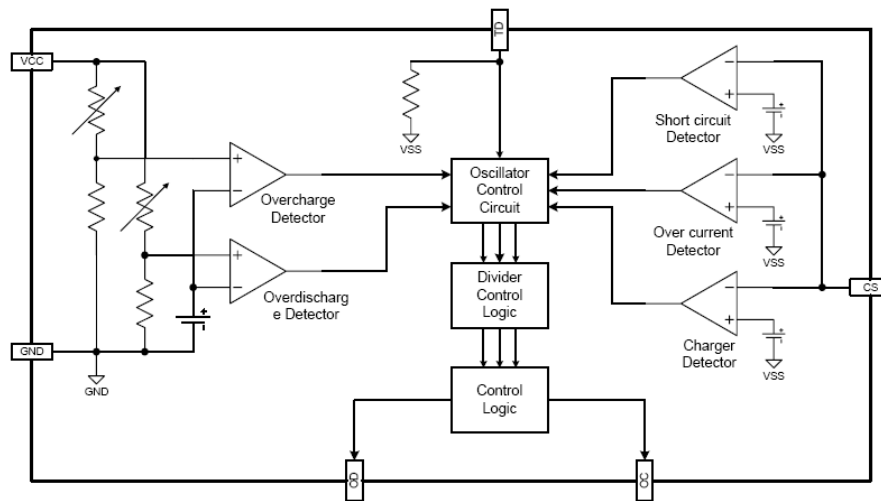 TD
VCC
VSS
+
-
Overcharge
Detector
+
-
Overdischarg
e Detector
GND
GND
Oscillator
Control
Circuit
Divider
Control
Logic
Control
Logic
-
+
Short circuit
Detector
VSS
-
+
Over current
Detector
VSS
-
+
Charger
Detector
VSS
CS
OD
OC